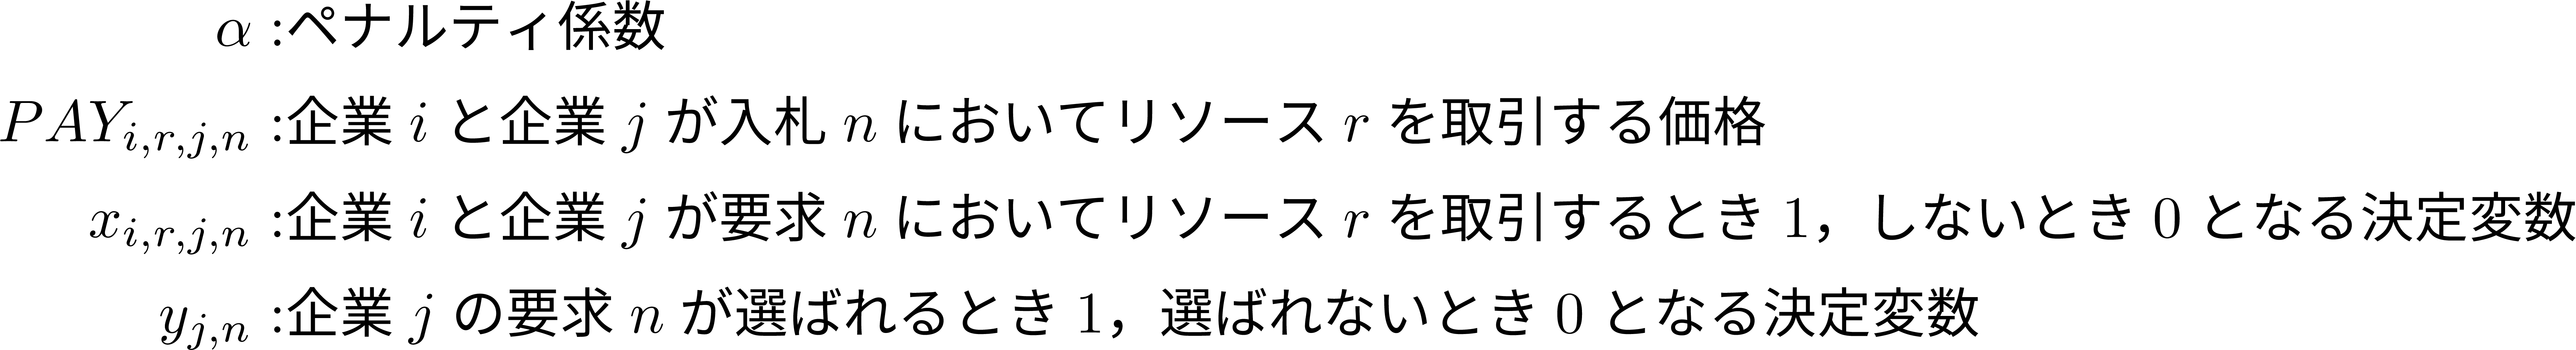 α :ペナルティ係数
PAY_{i,r,j,n} :企業 i と企業 j が入札 n においてリソース r を取引する価格
x_{i,r,j,n} :企業 i と企業 j が要求 n においてリソース r を取引するとき 1，しないとき 0 となる決定変数
y_{j,n} :企業 j の要求 n が選ばれるとき 1，選ばれないとき 0 となる決定変数